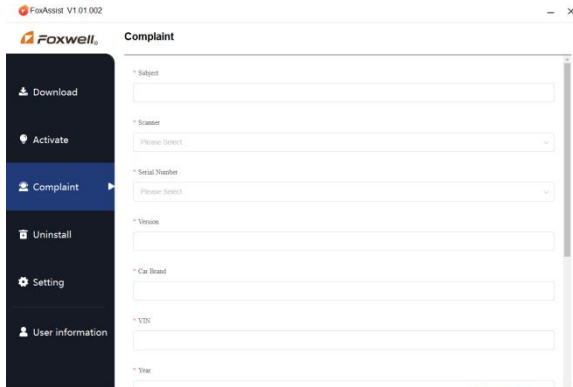 FoxAssist V1.01.002
FOXWELL®
Complaint
Download
Activate
Complaint
Uninstall
Setting
User information
* Subject
* Scanner
Please Select
* Serial Number
Please Select
* Version
* Car Brand
* VIN
* Year